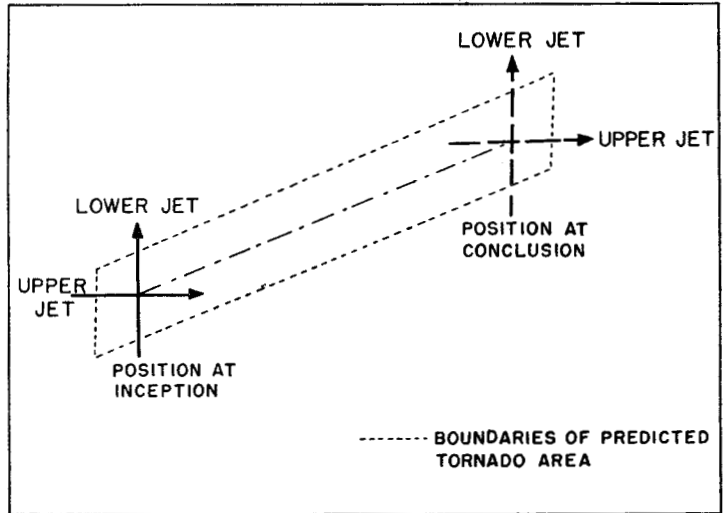 LOWER JET
UPPER JET
POSITION AT
CONCLUSION
LOWER JET
UPPER
JET
POSITION AT
INCEPTION
BOUNDARIES OF PREDICTED
TORNADO AREA